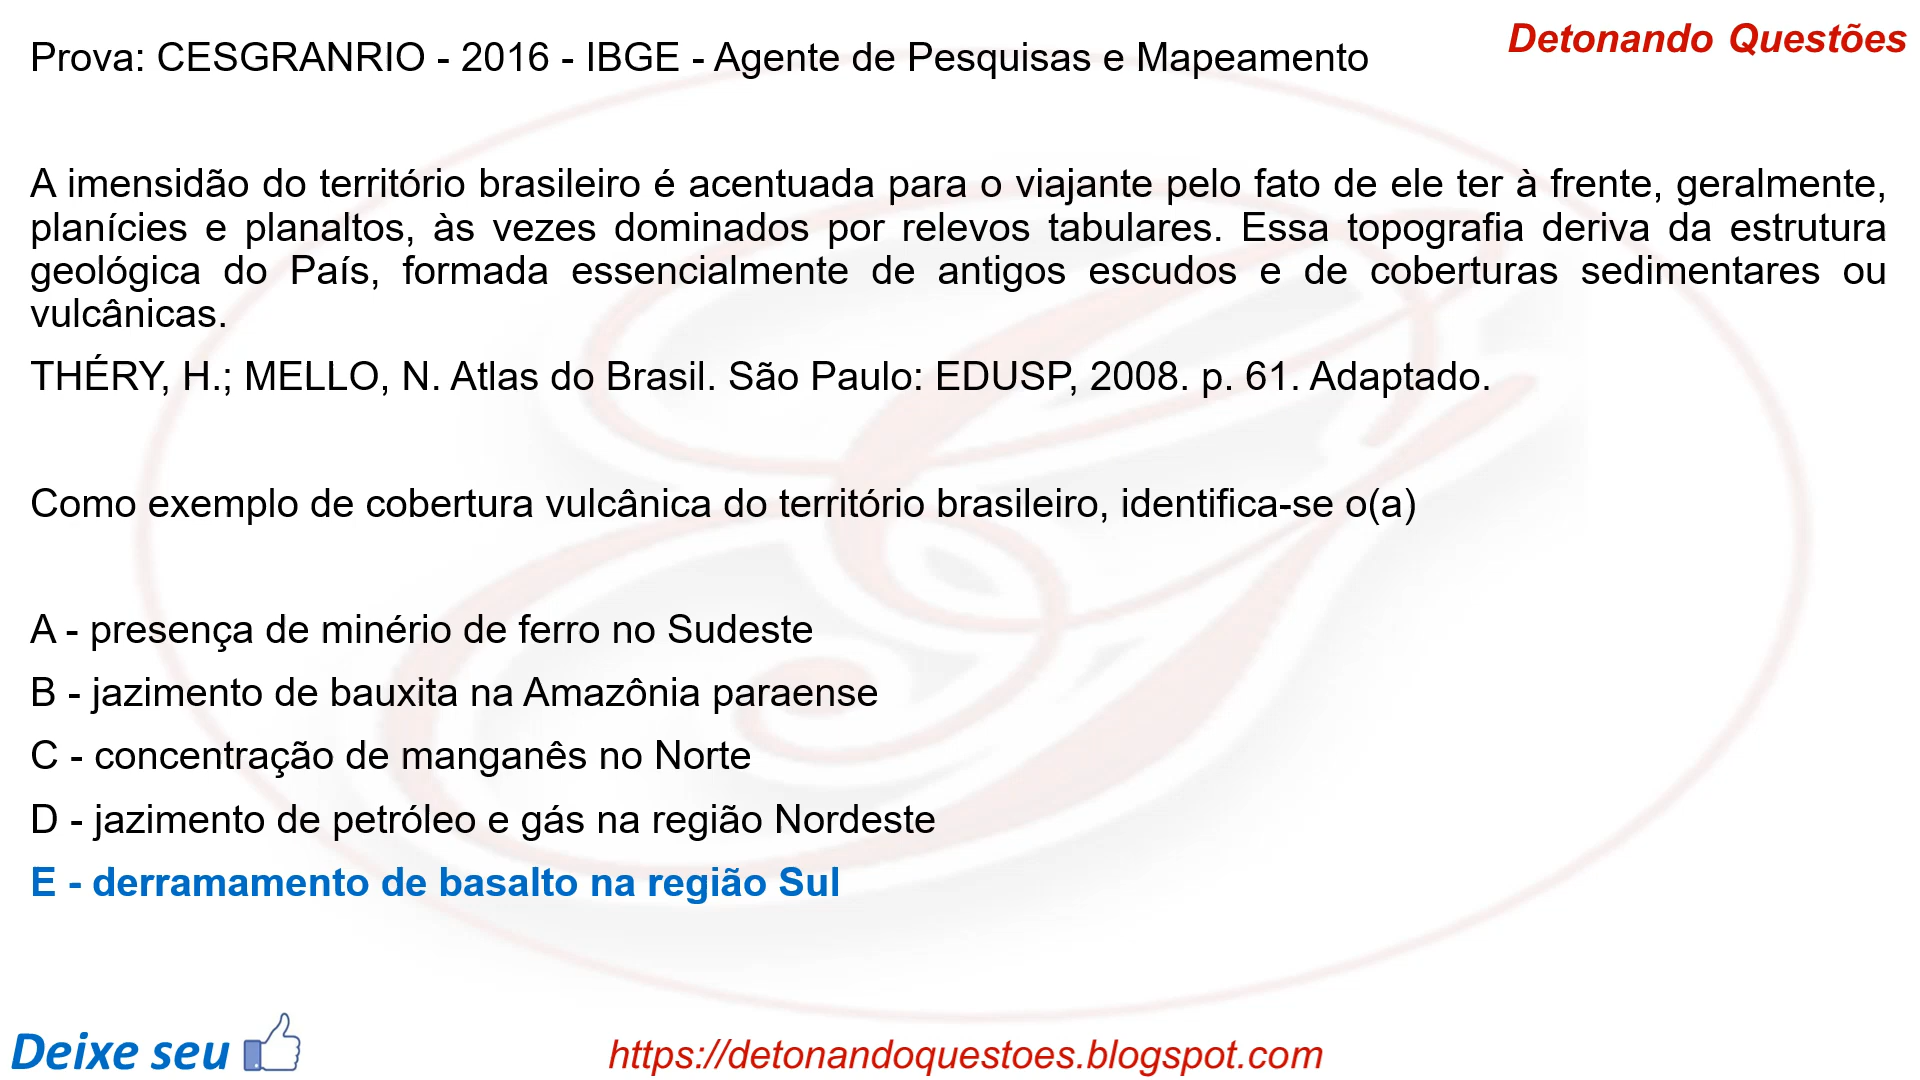 Detonando Questões
Prova: CESGRANRIO - 2016 - IBGE - Agente de Pesquisas e Mapeamento
A imensidão do território brasileiro é acentuada para o viajante pelo fato de ele ter à frente, geralmente,
planícies e planaltos, às vezes dominados por relevos tabulares. Essa topografia deriva da estrutura
geológica do País, formada essencialmente de antigos escudos e de coberturas sedimentares ou
vulcânicas.
THÉRY, H.; MELLO, N. Atlas do Brasil. São Paulo: EDUSP, 2008. p. 61. Adaptado.
Como exemplo de cobertura vulcânica do território brasileiro, identifica-se o(a)
A - presença de minério de ferro no Sudeste
B - jazimento de bauxita na Amazônia paraense
C - concentração de manganês no Norte
D - jazimento de petróleo e gás na região Nordeste
E - derramamento de basalto na região Sul
Deixe seu
https://detonandoquestoes.blogspot.com